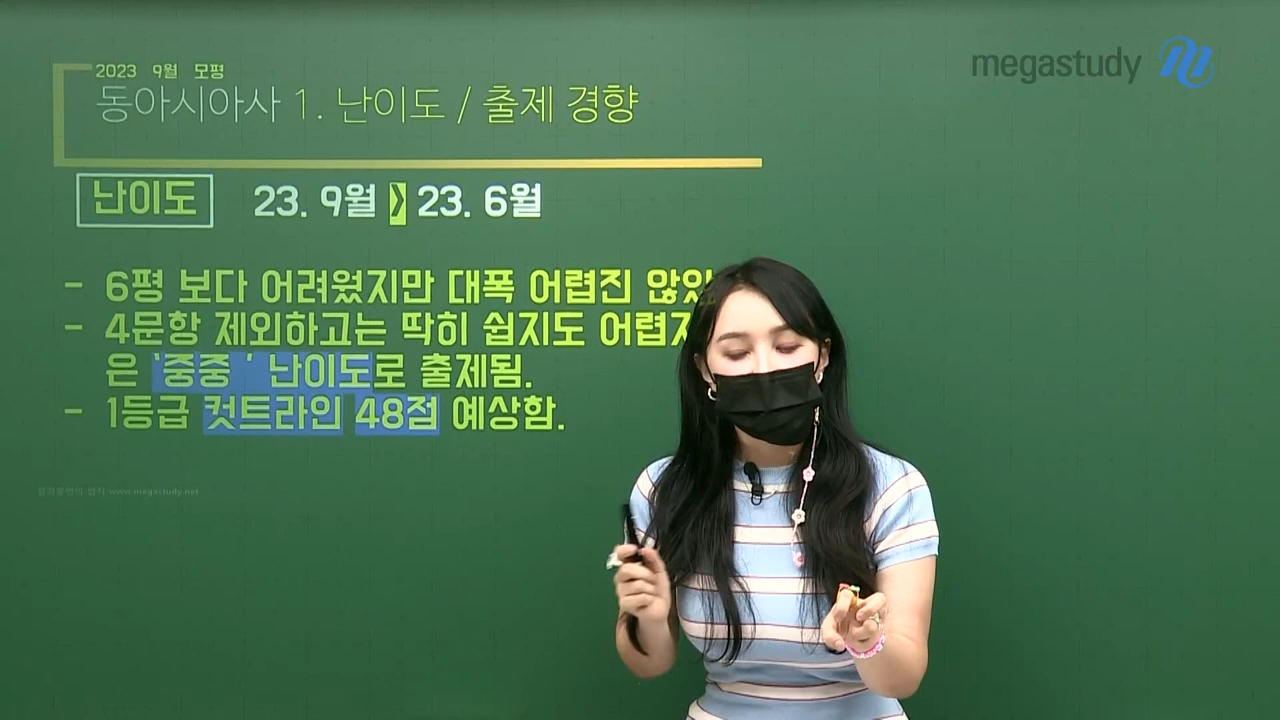 megastudy
2023 9월 모평
동아시아사 1. 난이도 / 출제 경향
난이도 23. 9월 > 23. 6월
- 6평 보다 어려웠지만 대폭 어렵진
- 4문항 제외하고는 딱히 쉽지도
은 '중중 ' 난이도로 출제됨.
- 1등급 컷트라인 48점 예상함.
www.megastudy.net